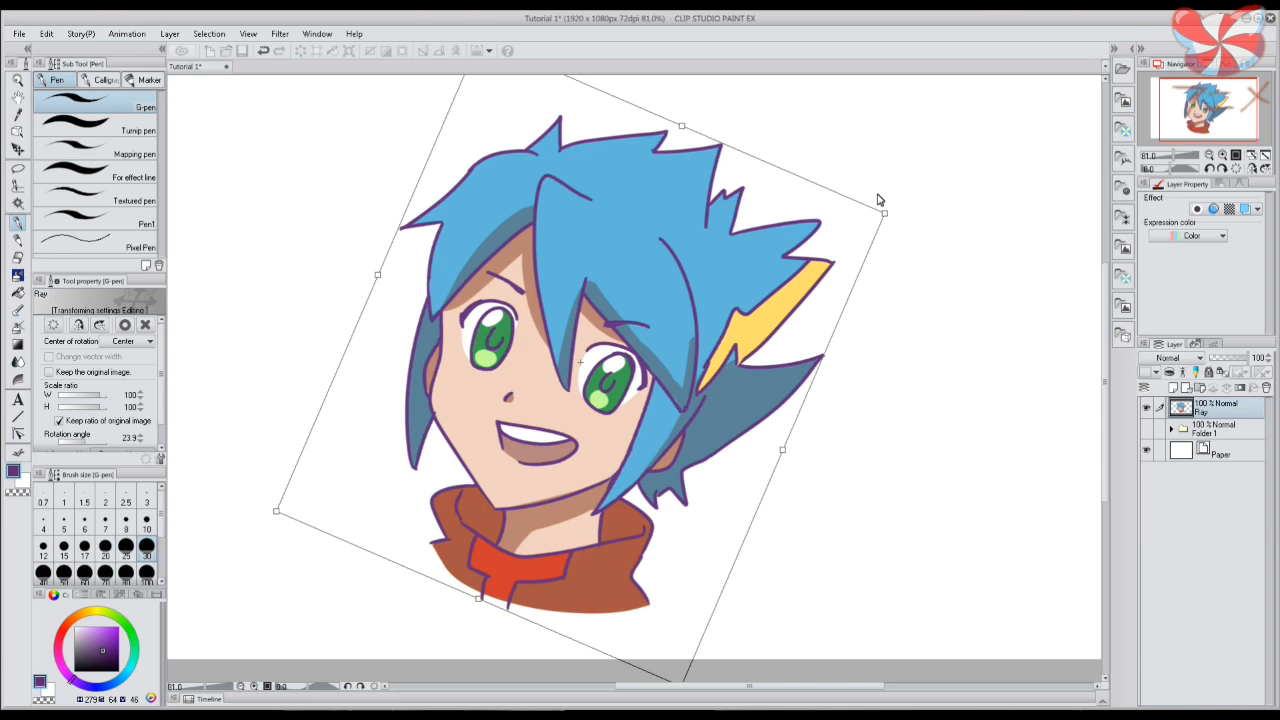 Tutorial 1* (1920 x 1080px 72dpi 81.0%) - CLIP STUDIO PAINT EX
File Edit Story(P) Animation Layer Selection View Filter Window Help
Sub Tool [Pen]
Tutorial 1*
Navigator
Pen Calligr Marker
G-pen
Turnip pen
Mapping pen
For effect line
Textured pen
Pen1
Pixel Pen
81.0
0.0
Layer Property
Effect
Expression color
Color
Tool property [G-pen]
Ray
[Transforming settings Editing]
Center of rotation: Center
Change vector width
Keep the original image.
Scale ratio
W 100
H 100
Keep ratio of original image
Rotation angle 23.9
Layer
Normal 100
100 % Normal
Ray
100 % Normal
Folder 1
Paper
Brush size [G-pen]
0.7 1 1.5 2 2.5 3
4 5 6 7 8 10
12 15 17 20 25 30
40 50 60 70 80 100
81.0 0.0
H 279 S 64 V 46
Timeline